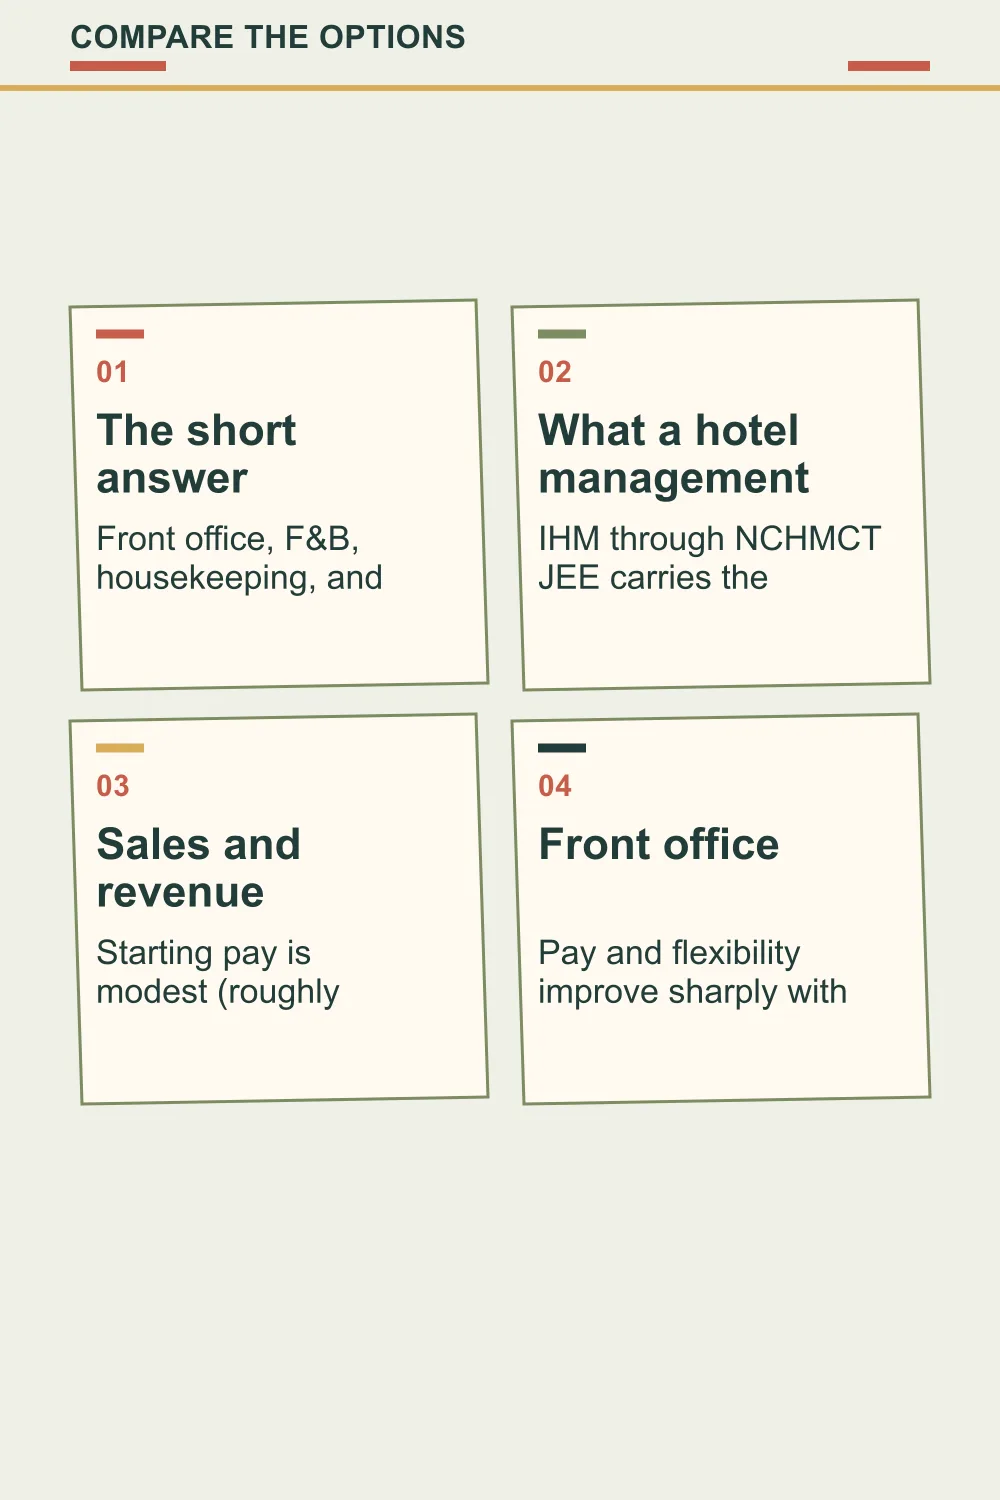 COMPARE THE OPTIONS
01
The short
answer
Front office, F&B,
housekeeping, and
02
What a hotel
management
IHM through NCHMCT
JEE carries the
03
Sales and
revenue
Starting pay is
modest (roughly
04
Front office
Pay and flexibility
improve sharply with